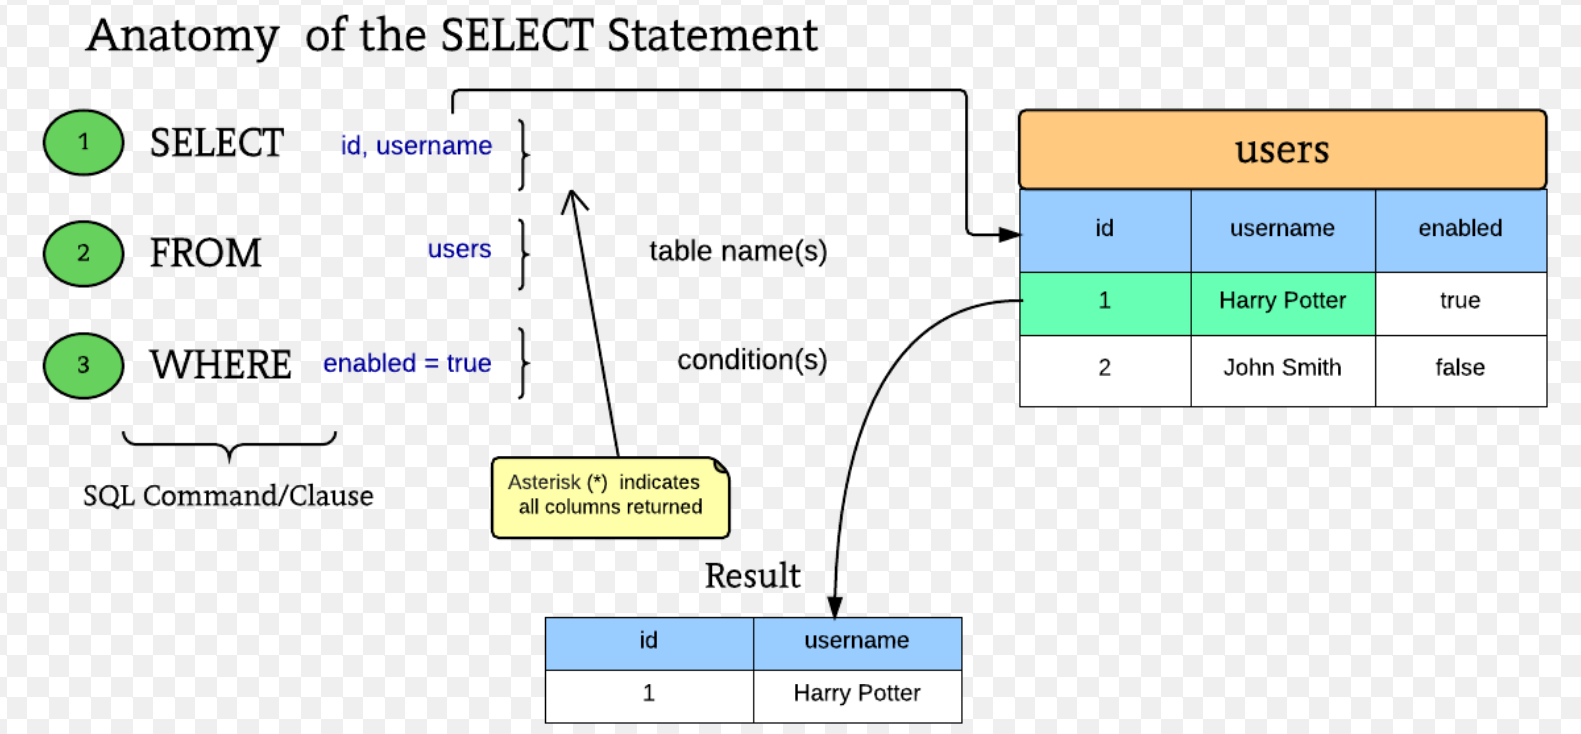 Anatomy of the SELECT Statement
1 SELECT id, username
2 FROM users table name(s)
3 WHERE enabled = true condition(s)
SQL Command/Clause
Asterisk (*) indicates
all columns returned
users
id username enabled
1 Harry Potter true
2 John Smith false
Result
id username
1 Harry Potter